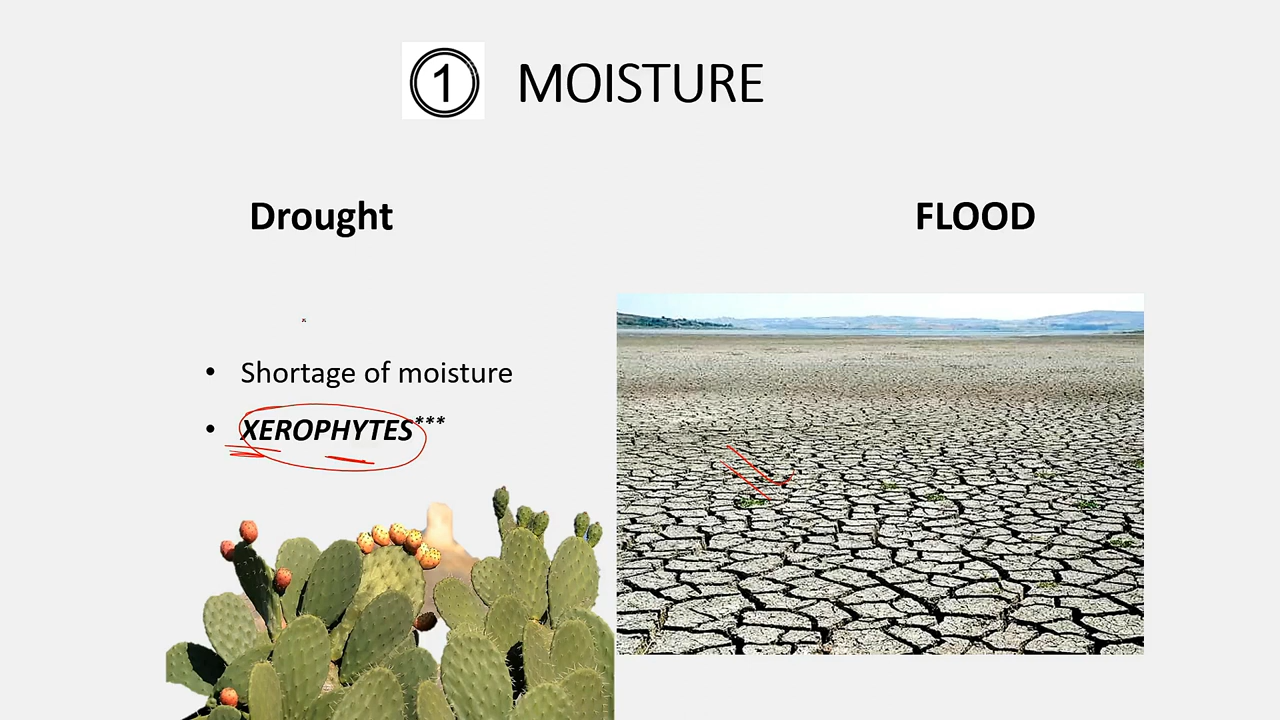 1 MOISTURE
Drought
FLOOD
• Shortage of moisture
• XEROPHYTES***